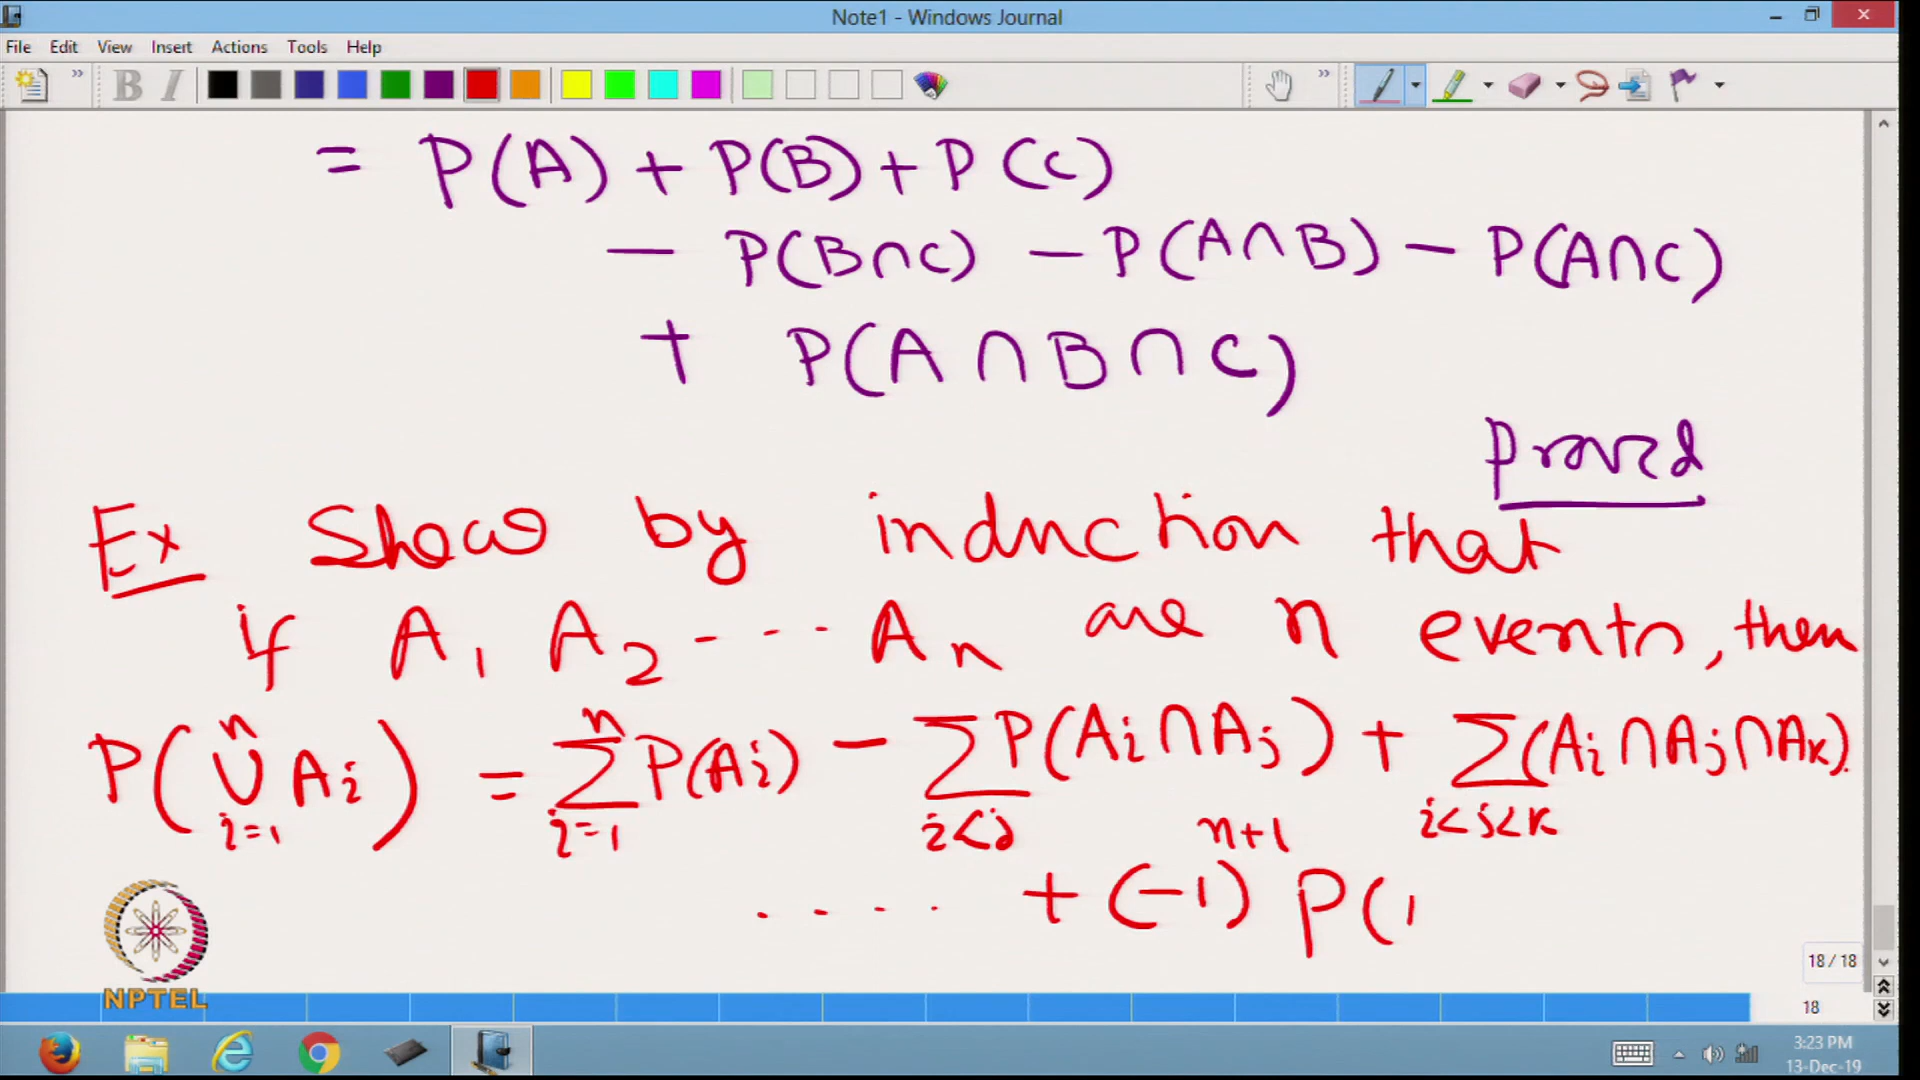 Note1 - Windows Journal
File Edit View Insert Actions Tools Help
B I
= P(A) + P(B) + P(C)
— P(B∩C) — P(A∩B) — P(A∩C)
+ P(A ∩ B ∩ C)
proved
Ex Show by induction that
if A₁ A₂ - - ··· Aₙ are n events, then
P(⋃ᵢ₌₁ⁿ Aᵢ) = ∑ᵢ₌₁ⁿ P(Aᵢ) − ∑_{i<j} P(Aᵢ∩Aⱼ) + ∑_{i<j<k} (Aᵢ∩Aⱼ∩Aₖ).
.... + (−1)ⁿ⁺¹ P(
NPTEL
18 / 18
18
3:23 PM
13-Dec-19